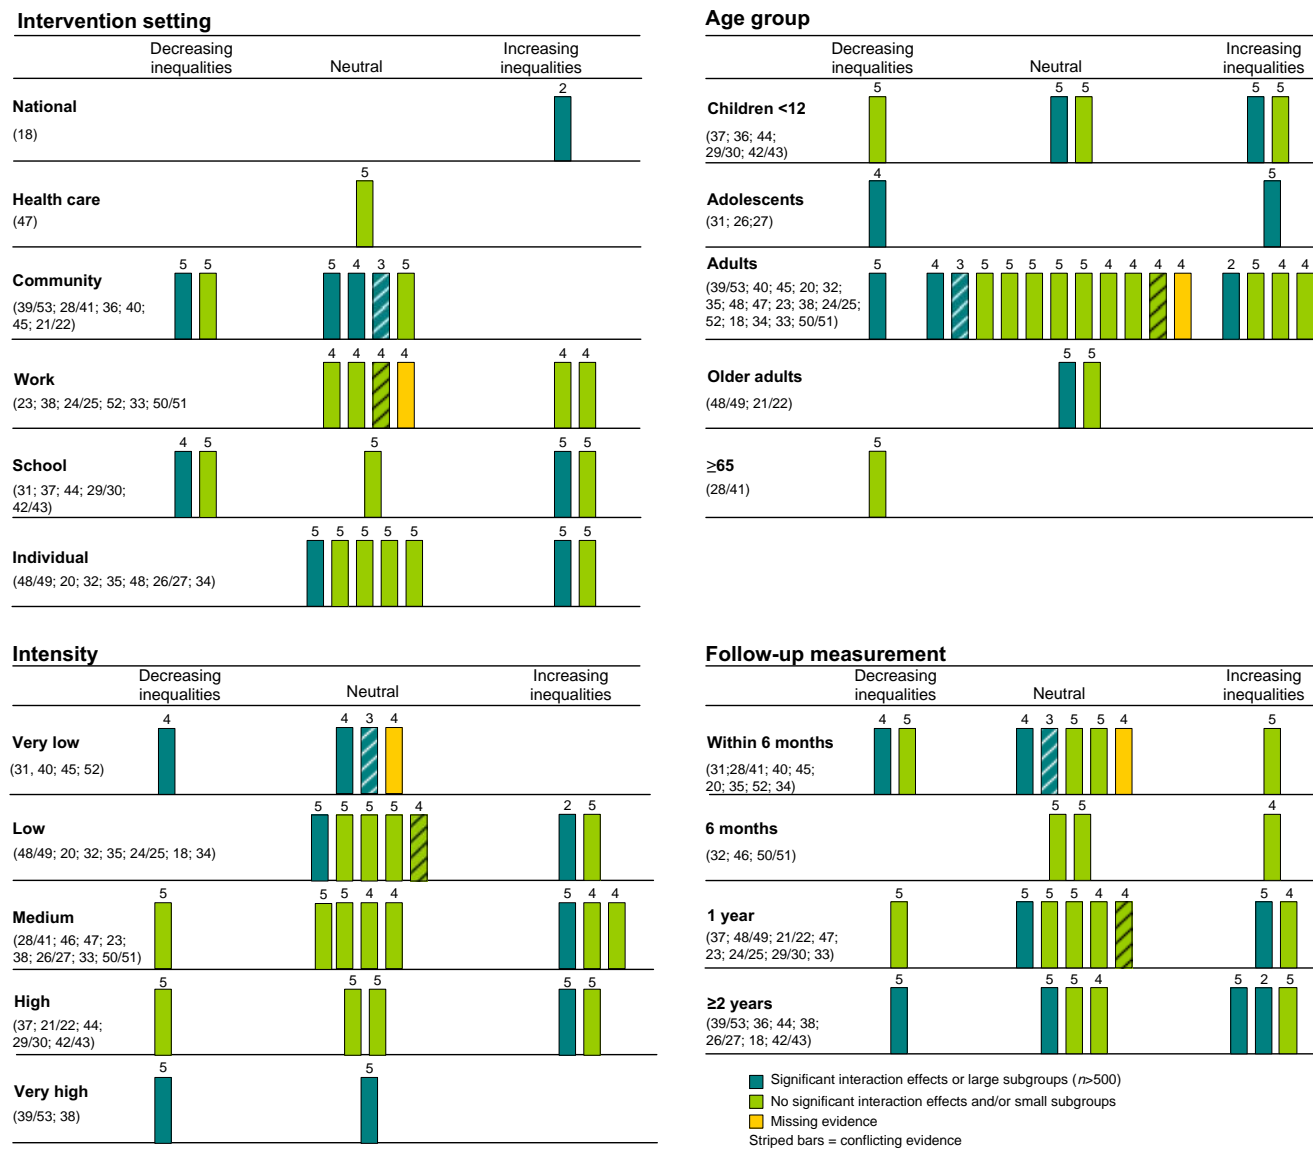 Intervention setting
Decreasing inequalities
Neutral
Increasing inequalities
2
National
(18)
5
Health care
(47)
5 5 5 4 3 5
Community
(39/53; 28/41; 36; 40;
45; 21/22)
4 4 4 4 4 4
Work
(23; 38; 24/25; 52; 33; 50/51
4 5 5 5 5
School
(31; 37; 44; 29/30;
42/43)
5 5 5 5 5 5 5
Individual
(48/49; 20; 32; 35; 48; 26/27; 34)
Age group
Decreasing inequalities
Neutral
Increasing inequalities
5 5 5 5 5
Children <12
(37; 36; 44;
29/30; 42/43)
4 5
Adolescents
(31; 26;27)
5 4 3 5 5 5 5 5 4 4 4 4 2 5 4 4
Adults
(39/53; 40; 45; 20; 32;
35; 48; 47; 23; 38; 24/25;
52; 18; 34; 33; 50/51)
5 5
Older adults
(48/49; 21/22)
5
≥65
(28/41)
Intensity
Decreasing inequalities
Neutral
Increasing inequalities
4 4 3 4
Very low
(31, 40; 45; 52)
5 5 5 5 4 2 5
Low
(48/49; 20; 32; 35; 24/25; 18; 34)
5 5 5 4 4 5 4 4
Medium
(28/41; 46; 47; 23;
38; 26/27; 33; 50/51)
5 5 5 5 5
High
(37; 21/22; 44;
29/30; 42/43)
5 5
Very high
(39/53; 38)
Follow-up measurement
Decreasing inequalities
Neutral
Increasing inequalities
4 5 4 3 5 5 4 5
Within 6 months
(31;28/41; 40; 45;
20; 35; 52; 34)
5 5 4
6 months
(32; 46; 50/51)
5 5 5 5 4 4 5 4
1 year
(37; 48/49; 21/22; 47;
23; 24/25; 29/30; 33)
5 5 5 4 5 2 5
≥2 years
(39/53; 36; 44; 38;
26/27; 18; 42/43)
Significant interaction effects or large subgroups (n>500)
No significant interaction effects and/or small subgroups
Missing evidence
Striped bars = conflicting evidence